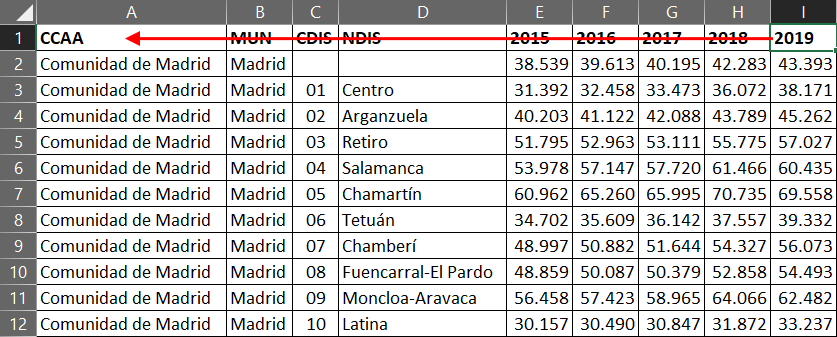 A B C D E F G H I
1 CCAA MUN CDIS NDIS 2015 2016 2017 2018 2019
2 Comunidad de Madrid Madrid 38.539 39.613 40.195 42.283 43.393
3 Comunidad de Madrid Madrid 01 Centro 31.392 32.458 33.473 36.072 38.171
4 Comunidad de Madrid Madrid 02 Arganzuela 40.203 41.122 42.088 43.789 45.262
5 Comunidad de Madrid Madrid 03 Retiro 51.795 52.963 53.111 55.775 57.027
6 Comunidad de Madrid Madrid 04 Salamanca 53.978 57.147 57.720 61.466 60.435
7 Comunidad de Madrid Madrid 05 Chamartín 60.962 65.260 65.995 70.735 69.558
8 Comunidad de Madrid Madrid 06 Tetuán 34.702 35.609 36.142 37.557 39.332
9 Comunidad de Madrid Madrid 07 Chamberí 48.997 50.882 51.644 54.327 56.073
10 Comunidad de Madrid Madrid 08 Fuencarral-El Pardo 48.859 50.087 50.379 52.858 54.493
11 Comunidad de Madrid Madrid 09 Moncloa-Aravaca 56.458 57.423 58.965 64.066 62.482
12 Comunidad de Madrid Madrid 10 Latina 30.157 30.490 30.847 31.872 33.237